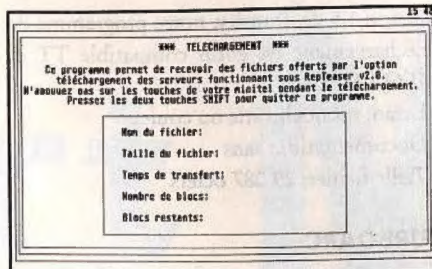 15 48
*** TELECHARGEMENT ***
Ce programme permet de recevoir des fichiers offerts par l'option
téléchargement des serveurs fonctionnant sous RepTeaser v2.0.
N'appuyez pas sur les touches de votre minitel pendant le téléchargement.
Pressez les deux touches SHIFT pour quitter ce programme.
Nom du fichier:
Taille du fichier:
Temps de transfert:
Nombre de blocs:
Blocs restants: